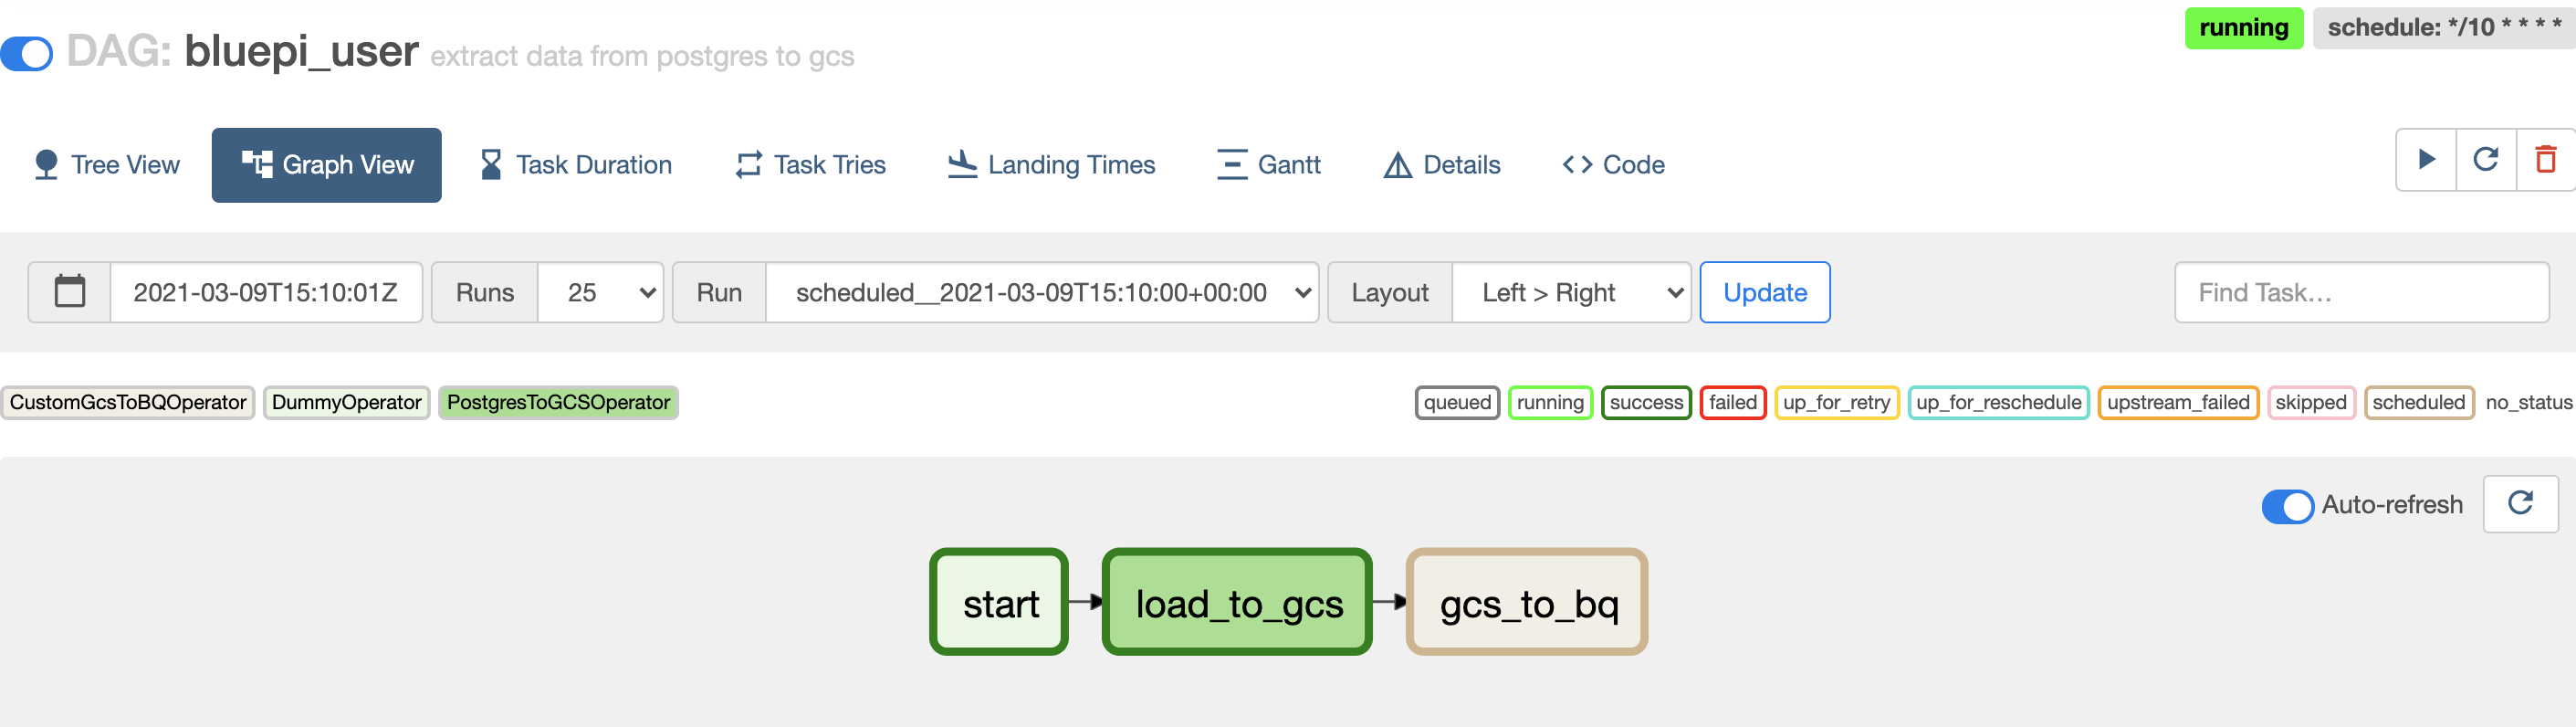 running schedule: */10 * * * *
DAG: bluepi_user extract data from postgres to gcs
Tree View Graph View Task Duration Task Tries Landing Times Gantt Details Code
2021-03-09T15:10:01Z Runs 25 Run scheduled__2021-03-09T15:10:00+00:00 Layout Left > Right Update Find Task…
CustomGcsToBQOperator DummyOperator PostgresToGCSOperator queued running success failed up_for_retry up_for_reschedule upstream_failed skipped scheduled no_status
Auto-refresh
start load_to_gcs gcs_to_bq